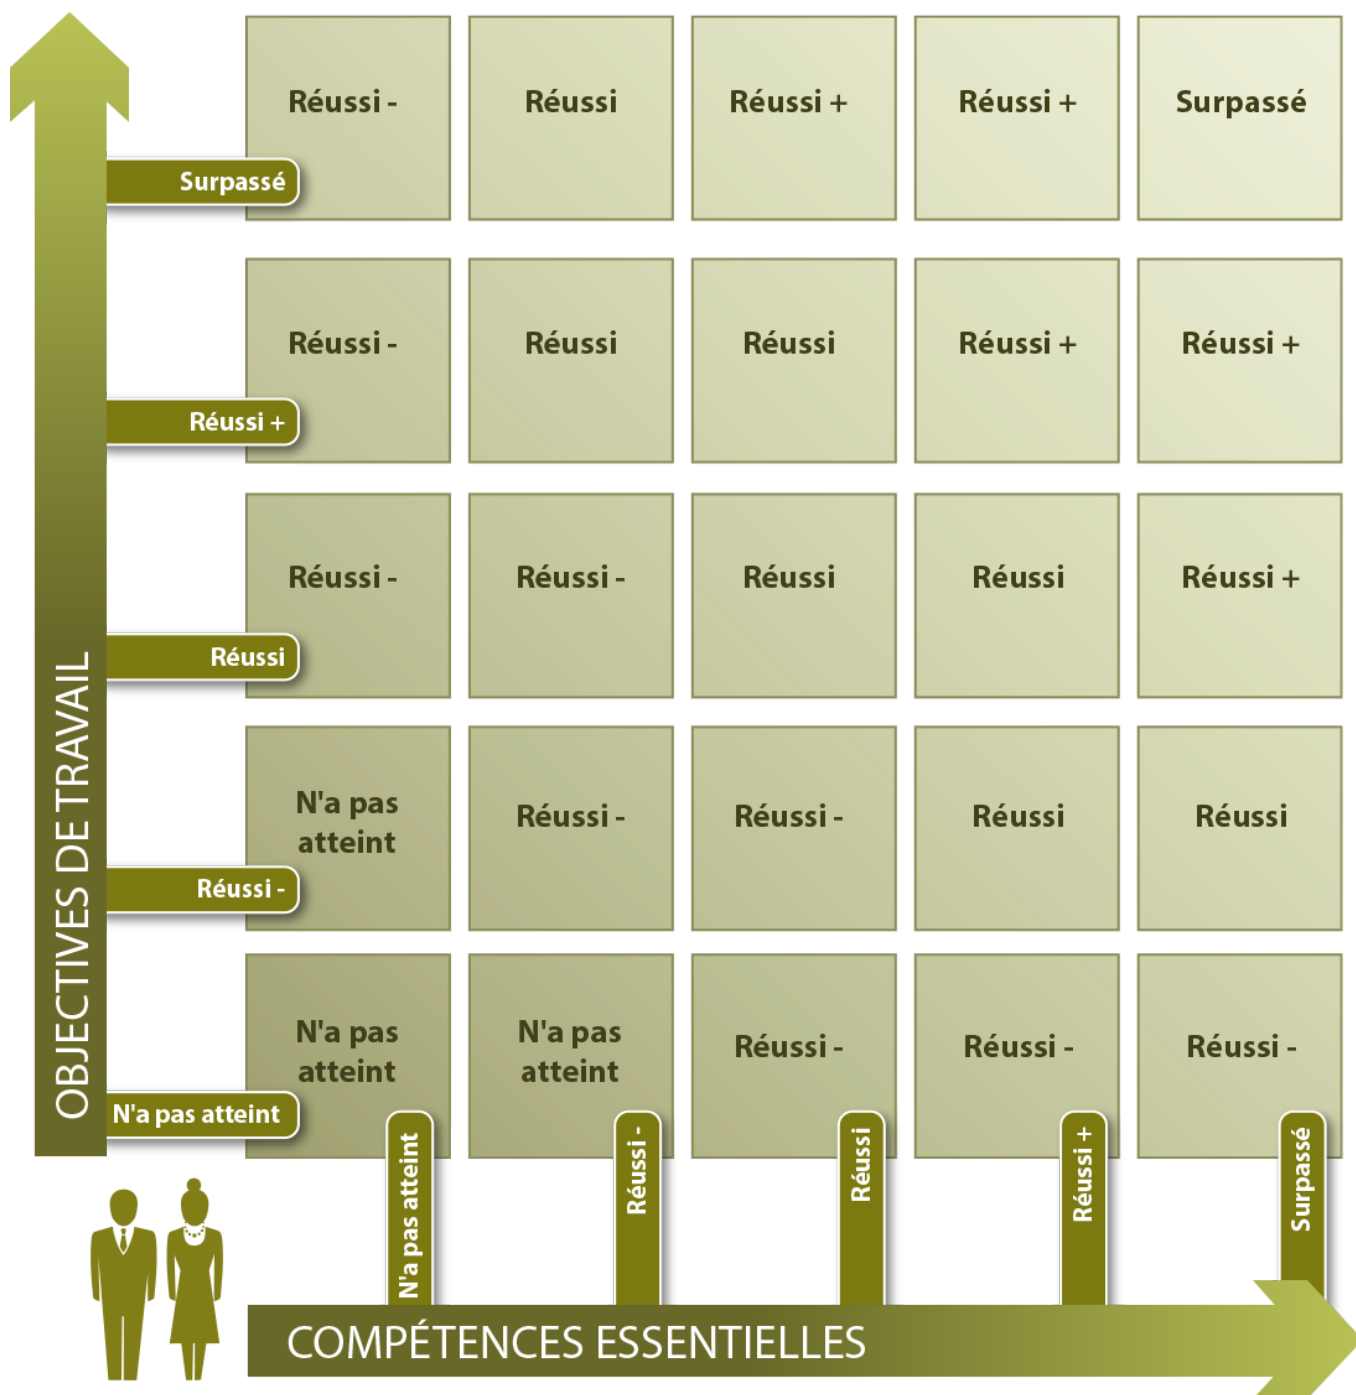 Réussi -
Réussi
Réussi +
Réussi +
Surpassé
Surpassé
Réussi -
Réussi
Réussi
Réussi +
Réussi +
Réussi +
Réussi -
Réussi -
Réussi
Réussi
Réussi +
Réussi
N'a pas
atteint
Réussi -
Réussi -
Réussi
Réussi
Réussi -
N'a pas
atteint
N'a pas
atteint
Réussi -
Réussi -
Réussi -
N'a pas atteint
OBJECTIVES DE TRAVAIL
N'a pas atteint
Réussi -
Réussi
Réussi +
Surpassé
COMPÉTENCES ESSENTIELLES